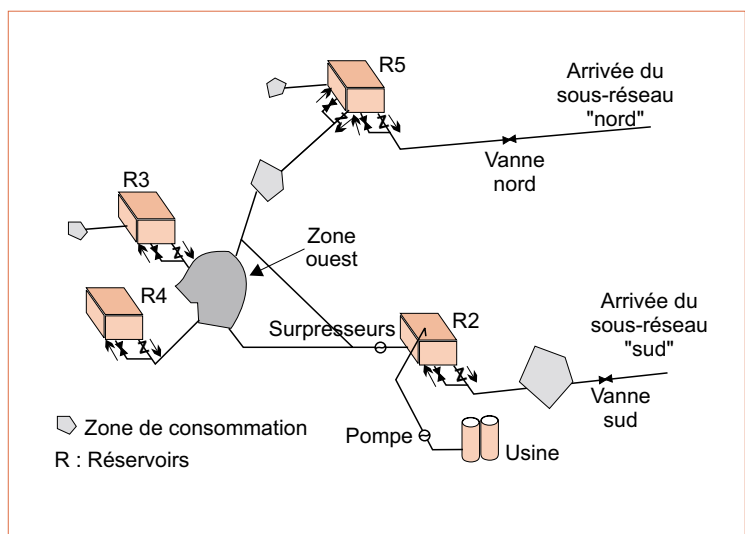 R5
Arrivée du
sous-réseau
"nord"
Vanne
nord
R3
Zone
ouest
R4
R2
Surpresseurs
Arrivée du
sous-réseau
"sud"
Vanne
sud
Zone de consommation
Pompe
Usine
R : Réservoirs